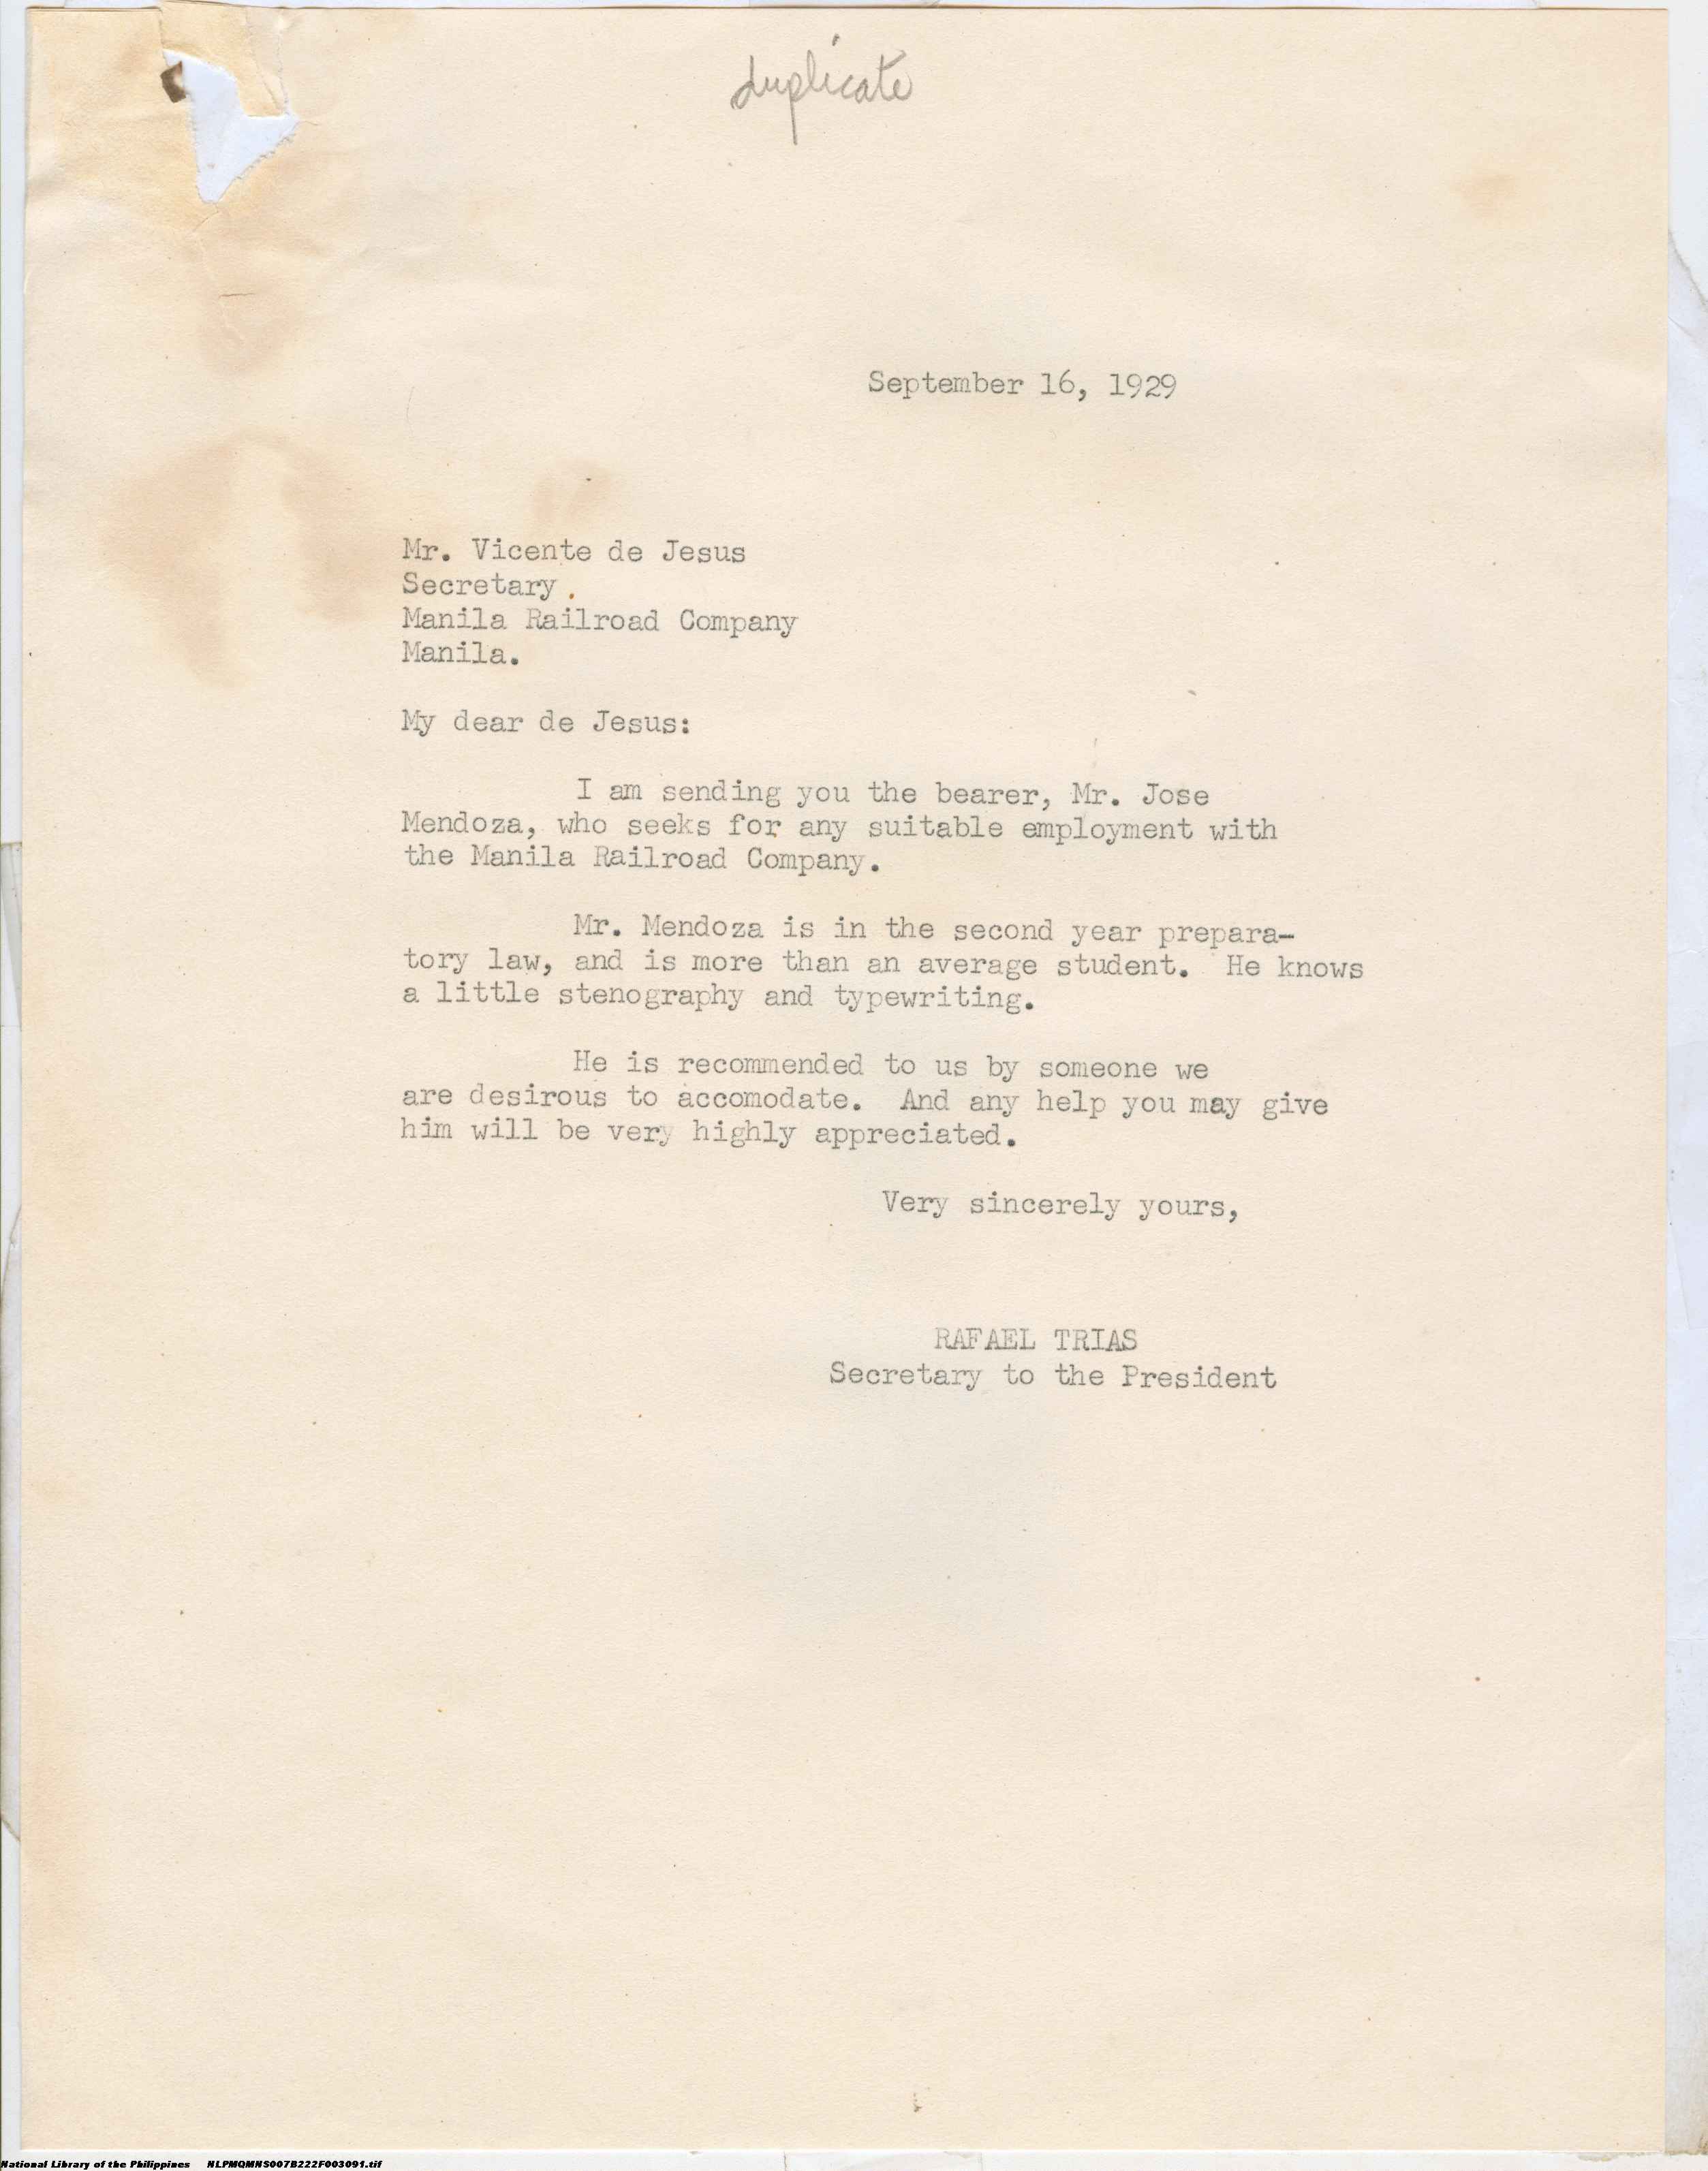 duplicate
September 16, 1929
Mr. Vicente de Jesus
Secretary
Manila Railroad Company
Manila.
My dear de Jesus:
I am sending you the bearer, Mr. Jose
Mendoza, who seeks for any suitable employment with
the Manila Railroad Company.
Mr. Mendoza is in the second year prepara-
tory law, and is more than an average student. He knows
a little stenography and typewriting.
He is recommended to us by someone we
are desirous to accomodate. And any help you may give
him will be very highly appreciated.
Very sincerely yours,
RAFAEL TRIAS
Secretary to the President
National Library of the Philippines NLPMQMNS007B222F003091.tif